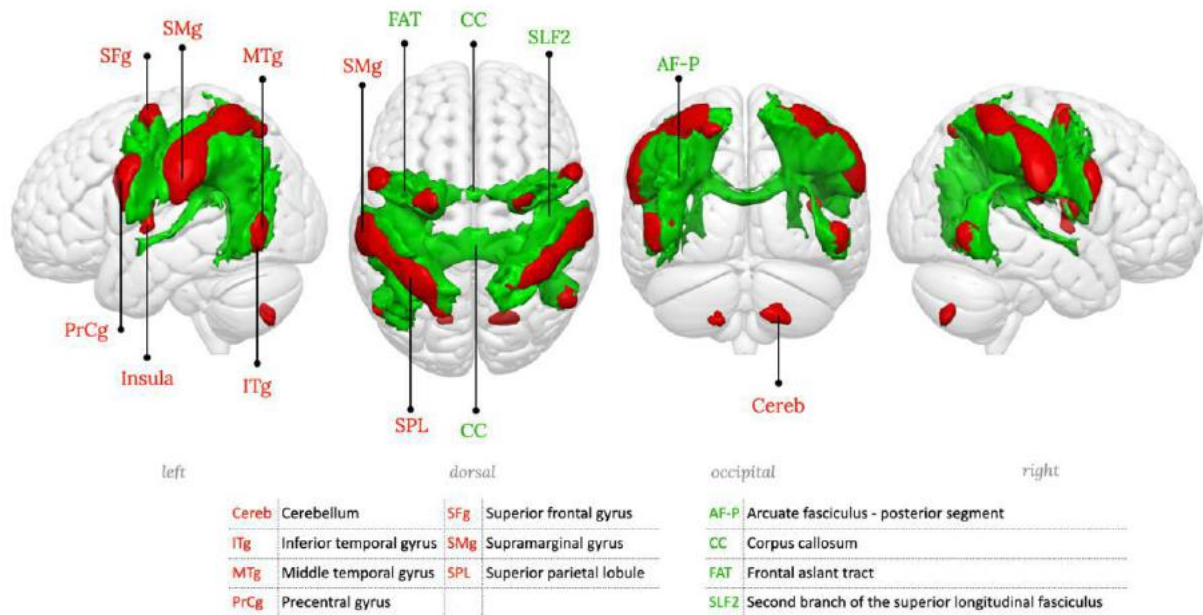 SMg
FAT
CC
SFg
SLF2
MTg
SMg
AF-P
PrCg
Insula
ITg
SPL
CC
Cereb
left
dorsal
occipital
right
Cereb Cerebellum SFg Superior frontal gyrus AF-P Arcuate fasciculus - posterior segment
ITg Inferior temporal gyrus SMg Supramarginal gyrus CC Corpus callosum
MTg Middle temporal gyrus SPL Superior parietal lobule FAT Frontal aslant tract
PrCg Precentral gyrus SLF2 Second branch of the superior longitudinal fasciculus